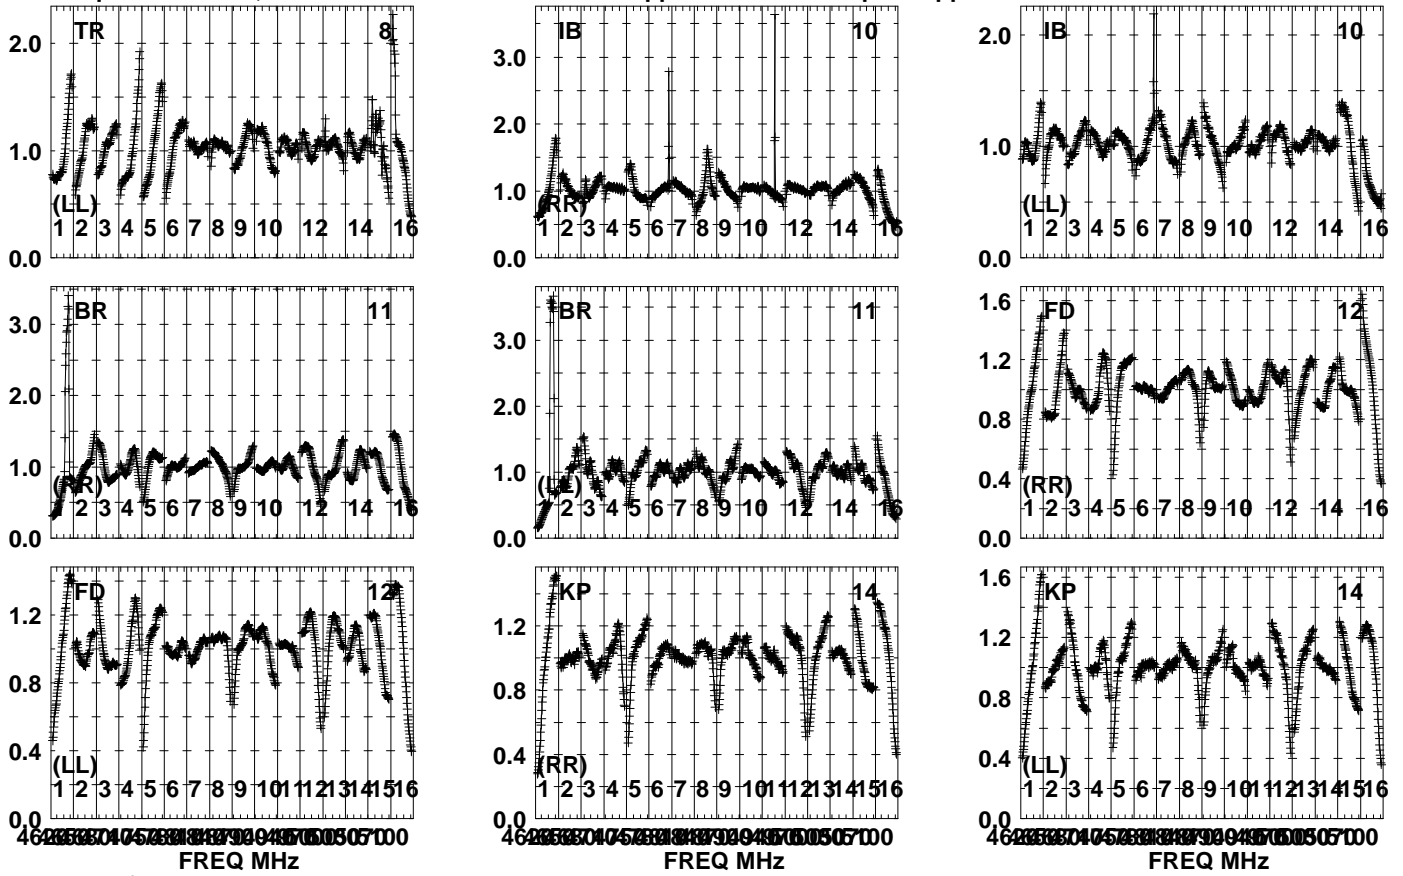 TR 8 IB 10 IB 10
2.0 3.0 2.0
1.0 2.0 1.0
(LL) 1.0 (RR) (LL)
1 2 3 4 5 6 7 8 9 10 12 14 16 1 2 3 4 5 6 7 8 9 10 12 14 16 1 2 3 4 5 6 7 8 9 10 12 14 16
0.0 0.0 0.0
BR 11 BR 11 FD 12
3.0 3.0 1.6
2.0 2.0 1.2
1.0 1.0 0.8
(RR) (LL) 0.4 (RR)
1 2 3 4 5 6 7 8 9 10 12 14 16 1 2 3 4 5 6 7 8 9 10 12 14 16 1 2 3 4 5 6 7 8 9 10 12 14 16
0.0 0.0 0.0
FD 12 KP 14 KP 14
1.2 1.2 1.6
0.8 0.8 1.2
0.4 0.4 0.8
(LL) (RR) 0.4 (LL)
1 2 3 4 5 6 7 8 9 10 11 12 13 14 15 16 1 2 3 4 5 6 7 8 9 10 11 12 13 14 15 16 1 2 3 4 5 6 7 8 9 10 11 12 13 14 15 16
0.0 0.0 0.0
FREQ MHz FREQ MHz FREQ MHz